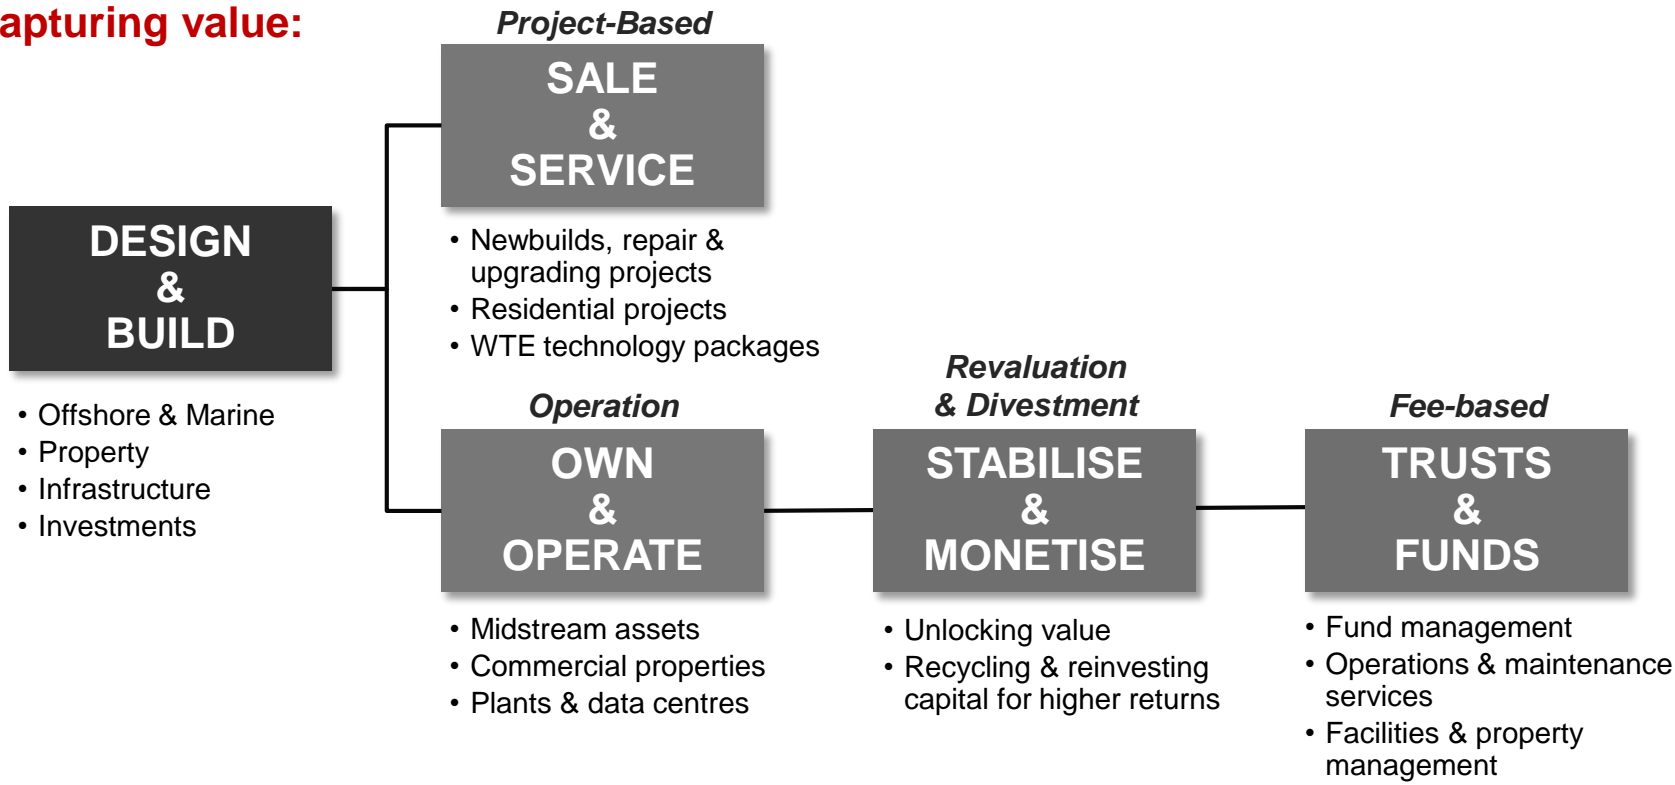 apturing value:
Project-Based
SALE
&
SERVICE
• Newbuilds, repair &
upgrading projects
• Residential projects
• WTE technology packages
DESIGN
&
BUILD
• Offshore & Marine
• Property
• Infrastructure
• Investments
Operation
OWN
&
OPERATE
• Midstream assets
• Commercial properties
• Plants & data centres
Revaluation
& Divestment
STABILISE
&
MONETISE
• Unlocking value
• Recycling & reinvesting
capital for higher returns
Fee-based
TRUSTS
&
FUNDS
• Fund management
• Operations & maintenance
services
• Facilities & property
management